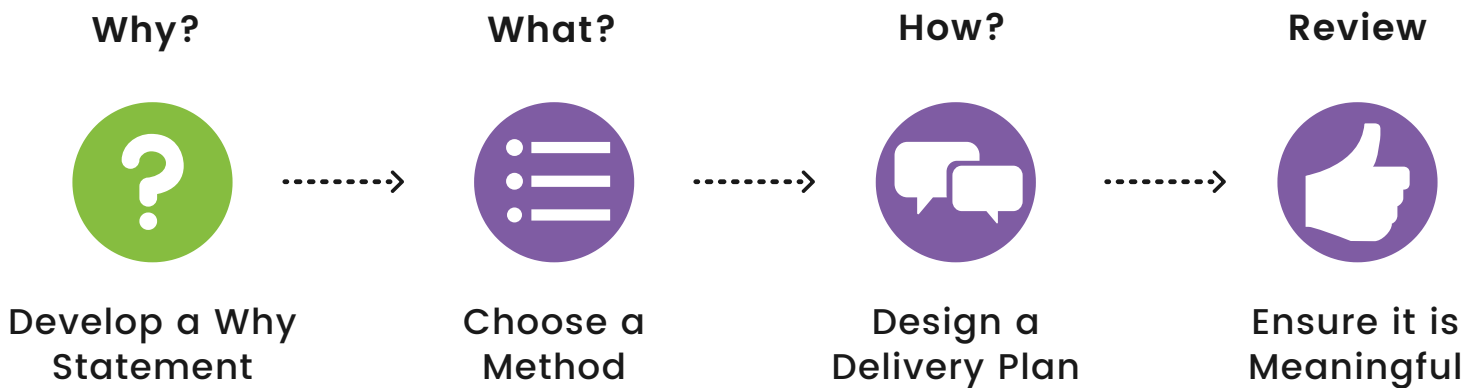 Why?
What?
How?
Review
Develop a Why
Statement
Choose a
Method
Design a
Delivery Plan
Ensure it is
Meaningful